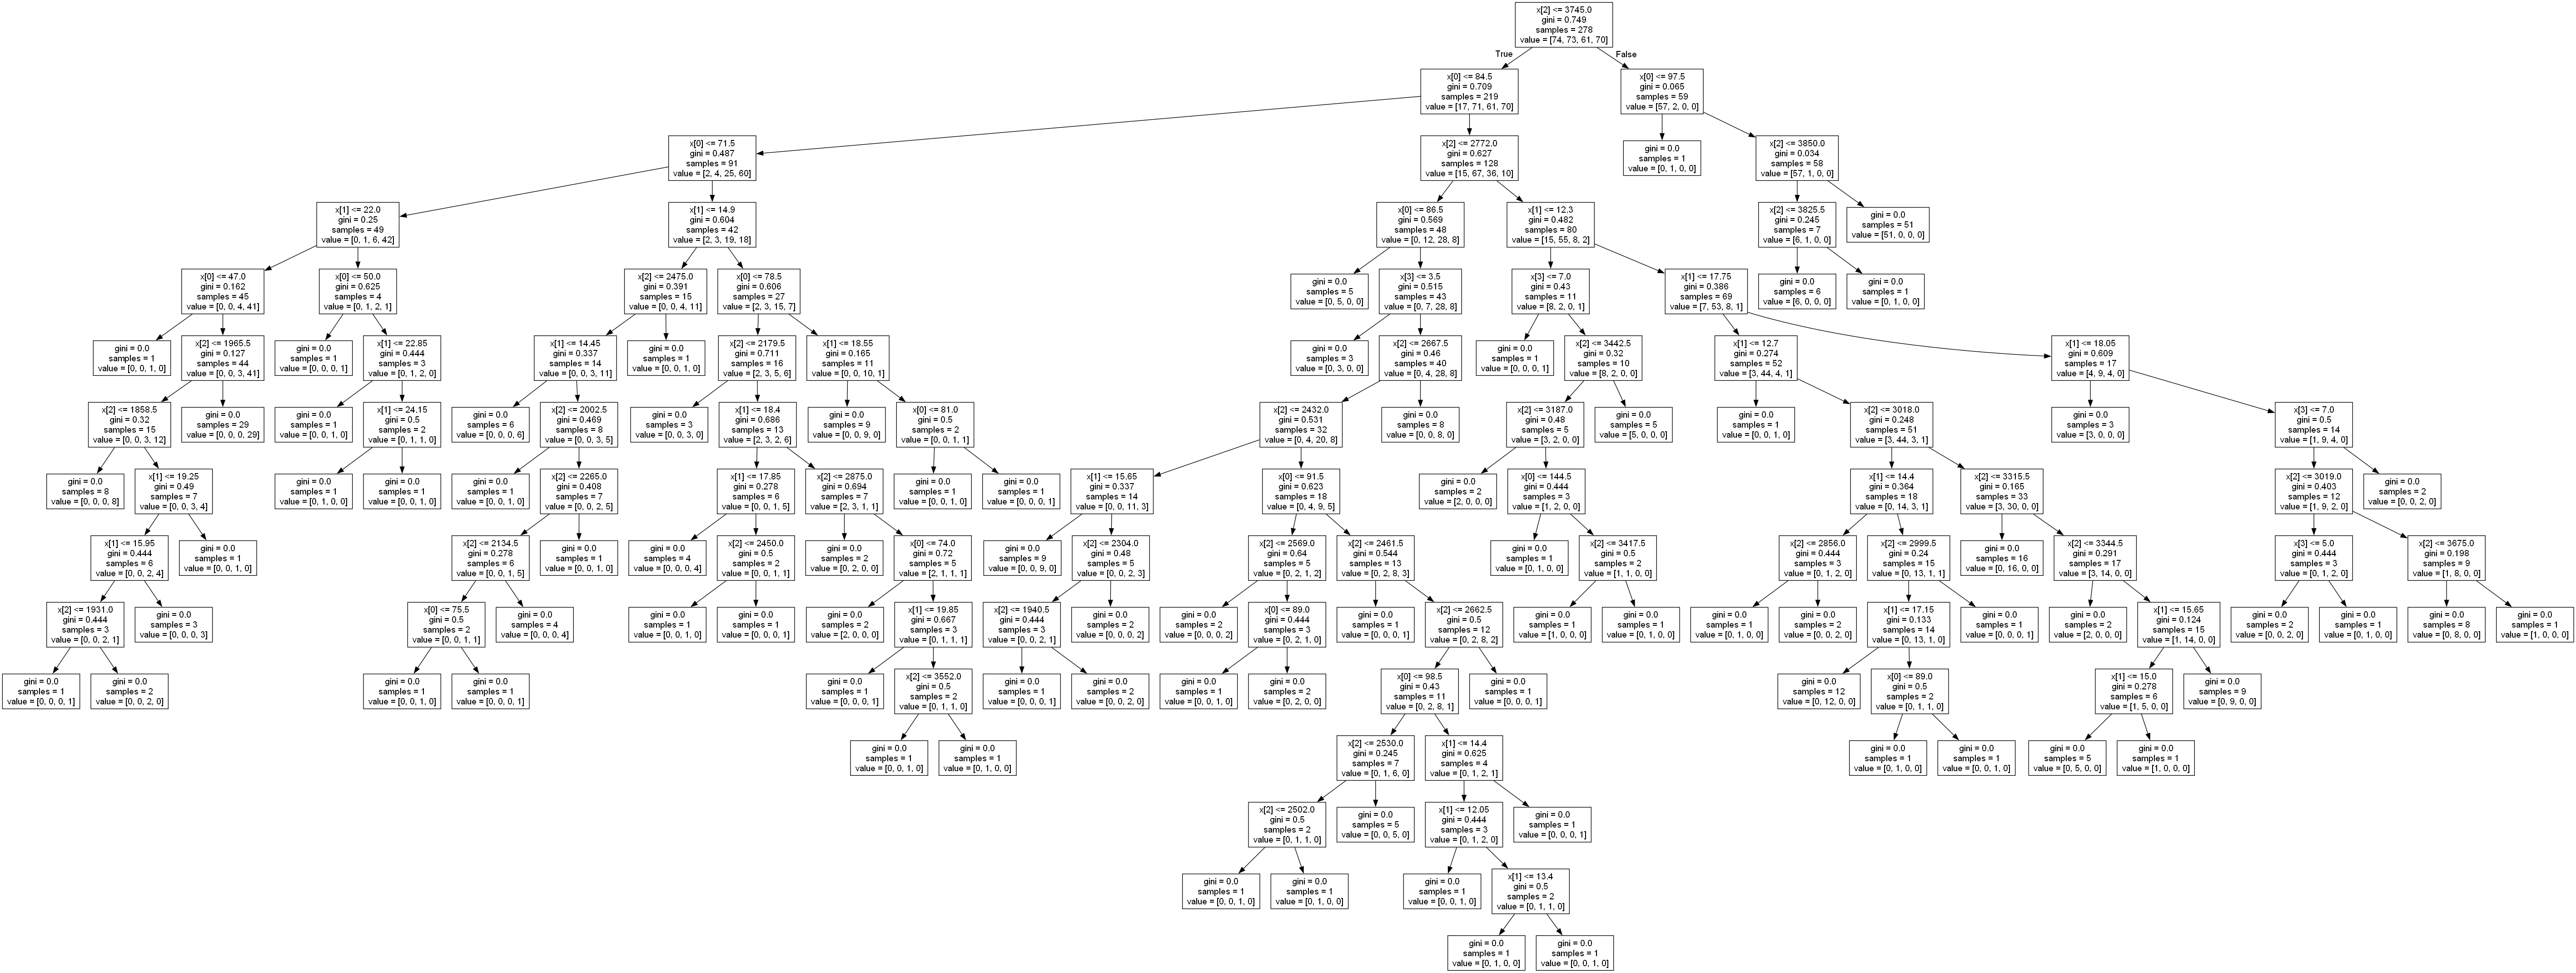 x[2] <= 3745.0
gini = 0.749
samples = 278
value = [74, 73, 61, 70]
True
False
x[0] <= 84.5
gini = 0.709
samples = 219
value = [17, 71, 61, 70]
x[0] <= 97.5
gini = 0.065
samples = 59
value = [57, 2, 0, 0]
x[0] <= 71.5
gini = 0.487
samples = 91
value = [2, 4, 25, 60]
x[2] <= 2772.0
gini = 0.627
samples = 128
value = [15, 67, 36, 10]
gini = 0.0
samples = 1
value = [0, 1, 0, 0]
x[2] <= 3850.0
gini = 0.034
samples = 58
value = [57, 1, 0, 0]
x[1] <= 22.0
gini = 0.25
samples = 49
value = [0, 1, 6, 42]
x[1] <= 14.9
gini = 0.604
samples = 42
value = [2, 3, 19, 18]
x[0] <= 86.5
gini = 0.569
samples = 48
value = [0, 12, 28, 8]
x[1] <= 12.3
gini = 0.482
samples = 80
value = [15, 55, 8, 2]
x[2] <= 3825.5
gini = 0.245
samples = 7
value = [6, 1, 0, 0]
gini = 0.0
samples = 51
value = [51, 0, 0, 0]
x[0] <= 47.0
gini = 0.162
samples = 45
value = [0, 0, 4, 41]
x[0] <= 50.0
gini = 0.625
samples = 4
value = [0, 1, 2, 1]
x[2] <= 2475.0
gini = 0.391
samples = 15
value = [0, 0, 4, 11]
x[0] <= 78.5
gini = 0.606
samples = 27
value = [2, 3, 15, 7]
gini = 0.0
samples = 5
value = [0, 5, 0, 0]
x[3] <= 3.5
gini = 0.515
samples = 43
value = [0, 7, 28, 8]
x[3] <= 7.0
gini = 0.43
samples = 11
value = [8, 2, 0, 1]
x[1] <= 17.75
gini = 0.386
samples = 69
value = [7, 53, 8, 1]
gini = 0.0
samples = 6
value = [6, 0, 0, 0]
gini = 0.0
samples = 1
value = [0, 1, 0, 0]
gini = 0.0
samples = 1
value = [0, 0, 1, 0]
x[2] <= 1965.5
gini = 0.127
samples = 44
value = [0, 0, 3, 41]
gini = 0.0
samples = 1
value = [0, 0, 0, 1]
x[1] <= 22.85
gini = 0.444
samples = 3
value = [0, 1, 2, 0]
x[1] <= 14.45
gini = 0.337
samples = 14
value = [0, 0, 3, 11]
gini = 0.0
samples = 1
value = [0, 0, 1, 0]
x[2] <= 2179.5
gini = 0.711
samples = 16
value = [2, 3, 5, 6]
x[1] <= 18.55
gini = 0.165
samples = 11
value = [0, 0, 10, 1]
gini = 0.0
samples = 3
value = [0, 3, 0, 0]
x[2] <= 2667.5
gini = 0.46
samples = 40
value = [0, 4, 28, 8]
gini = 0.0
samples = 1
value = [0, 0, 0, 1]
x[2] <= 3442.5
gini = 0.32
samples = 10
value = [8, 2, 0, 0]
x[1] <= 12.7
gini = 0.274
samples = 52
value = [3, 44, 4, 1]
x[1] <= 18.05
gini = 0.609
samples = 17
value = [4, 9, 4, 0]
x[2] <= 1858.5
gini = 0.32
samples = 15
value = [0, 0, 3, 12]
gini = 0.0
samples = 29
value = [0, 0, 0, 29]
gini = 0.0
samples = 1
value = [0, 0, 1, 0]
x[1] <= 24.15
gini = 0.5
samples = 2
value = [0, 1, 1, 0]
gini = 0.0
samples = 6
value = [0, 0, 0, 6]
x[2] <= 2002.5
gini = 0.469
samples = 8
value = [0, 0, 3, 5]
gini = 0.0
samples = 3
value = [0, 0, 3, 0]
x[1] <= 18.4
gini = 0.686
samples = 13
value = [2, 3, 2, 6]
gini = 0.0
samples = 9
value = [0, 0, 9, 0]
x[0] <= 81.0
gini = 0.5
samples = 2
value = [0, 0, 1, 1]
x[2] <= 2432.0
gini = 0.531
samples = 32
value = [0, 4, 20, 8]
gini = 0.0
samples = 8
value = [0, 0, 8, 0]
x[2] <= 3187.0
gini = 0.48
samples = 5
value = [3, 2, 0, 0]
gini = 0.0
samples = 5
value = [5, 0, 0, 0]
gini = 0.0
samples = 1
value = [0, 0, 1, 0]
x[2] <= 3018.0
gini = 0.248
samples = 51
value = [3, 44, 3, 1]
gini = 0.0
samples = 3
value = [3, 0, 0, 0]
x[3] <= 7.0
gini = 0.5
samples = 14
value = [1, 9, 4, 0]
gini = 0.0
samples = 8
value = [0, 0, 0, 8]
x[1] <= 19.25
gini = 0.49
samples = 7
value = [0, 0, 3, 4]
gini = 0.0
samples = 1
value = [0, 1, 0, 0]
gini = 0.0
samples = 1
value = [0, 0, 1, 0]
gini = 0.0
samples = 1
value = [0, 0, 1, 0]
x[2] <= 2265.0
gini = 0.408
samples = 7
value = [0, 0, 2, 5]
x[1] <= 17.85
gini = 0.278
samples = 6
value = [0, 0, 1, 5]
x[2] <= 2875.0
gini = 0.694
samples = 7
value = [2, 3, 1, 1]
gini = 0.0
samples = 1
value = [0, 0, 1, 0]
gini = 0.0
samples = 1
value = [0, 0, 0, 1]
x[1] <= 15.65
gini = 0.337
samples = 14
value = [0, 0, 11, 3]
x[0] <= 91.5
gini = 0.623
samples = 18
value = [0, 4, 9, 5]
gini = 0.0
samples = 2
value = [2, 0, 0, 0]
x[0] <= 144.5
gini = 0.444
samples = 3
value = [1, 2, 0, 0]
x[1] <= 14.4
gini = 0.364
samples = 18
value = [0, 14, 3, 1]
x[2] <= 3315.5
gini = 0.165
samples = 33
value = [3, 30, 0, 0]
x[2] <= 3019.0
gini = 0.403
samples = 12
value = [1, 9, 2, 0]
gini = 0.0
samples = 2
value = [0, 0, 2, 0]
x[1] <= 15.95
gini = 0.444
samples = 6
value = [0, 0, 2, 4]
gini = 0.0
samples = 1
value = [0, 0, 1, 0]
x[2] <= 2134.5
gini = 0.278
samples = 6
value = [0, 0, 1, 5]
gini = 0.0
samples = 1
value = [0, 0, 1, 0]
gini = 0.0
samples = 4
value = [0, 0, 0, 4]
x[2] <= 2450.0
gini = 0.5
samples = 2
value = [0, 0, 1, 1]
gini = 0.0
samples = 2
value = [0, 2, 0, 0]
x[0] <= 74.0
gini = 0.72
samples = 5
value = [2, 1, 1, 1]
gini = 0.0
samples = 9
value = [0, 0, 9, 0]
x[2] <= 2304.0
gini = 0.48
samples = 5
value = [0, 0, 2, 3]
x[2] <= 2569.0
gini = 0.64
samples = 5
value = [0, 2, 1, 2]
x[2] <= 2461.5
gini = 0.544
samples = 13
value = [0, 2, 8, 3]
gini = 0.0
samples = 1
value = [0, 1, 0, 0]
x[2] <= 3417.5
gini = 0.5
samples = 2
value = [1, 1, 0, 0]
x[2] <= 2856.0
gini = 0.444
samples = 3
value = [0, 1, 2, 0]
x[2] <= 2999.5
gini = 0.24
samples = 15
value = [0, 13, 1, 1]
gini = 0.0
samples = 16
value = [0, 16, 0, 0]
x[2] <= 3344.5
gini = 0.291
samples = 17
value = [3, 14, 0, 0]
x[3] <= 5.0
gini = 0.444
samples = 3
value = [0, 1, 2, 0]
x[2] <= 3675.0
gini = 0.198
samples = 9
value = [1, 8, 0, 0]
x[2] <= 1931.0
gini = 0.444
samples = 3
value = [0, 0, 2, 1]
gini = 0.0
samples = 3
value = [0, 0, 0, 3]
x[0] <= 75.5
gini = 0.5
samples = 2
value = [0, 0, 1, 1]
gini = 0.0
samples = 4
value = [0, 0, 0, 4]
gini = 0.0
samples = 1
value = [0, 0, 1, 0]
gini = 0.0
samples = 1
value = [0, 0, 0, 1]
gini = 0.0
samples = 2
value = [2, 0, 0, 0]
x[1] <= 19.85
gini = 0.667
samples = 3
value = [0, 1, 1, 1]
x[2] <= 1940.5
gini = 0.444
samples = 3
value = [0, 0, 2, 1]
gini = 0.0
samples = 2
value = [0, 0, 0, 2]
gini = 0.0
samples = 2
value = [0, 0, 0, 2]
x[0] <= 89.0
gini = 0.444
samples = 3
value = [0, 2, 1, 0]
gini = 0.0
samples = 1
value = [0, 0, 0, 1]
x[2] <= 2662.5
gini = 0.5
samples = 12
value = [0, 2, 8, 2]
gini = 0.0
samples = 1
value = [1, 0, 0, 0]
gini = 0.0
samples = 1
value = [0, 1, 0, 0]
gini = 0.0
samples = 1
value = [0, 1, 0, 0]
gini = 0.0
samples = 2
value = [0, 0, 2, 0]
x[1] <= 17.15
gini = 0.133
samples = 14
value = [0, 13, 1, 0]
gini = 0.0
samples = 1
value = [0, 0, 0, 1]
gini = 0.0
samples = 2
value = [2, 0, 0, 0]
x[1] <= 15.65
gini = 0.124
samples = 15
value = [1, 14, 0, 0]
gini = 0.0
samples = 2
value = [0, 0, 2, 0]
gini = 0.0
samples = 1
value = [0, 1, 0, 0]
gini = 0.0
samples = 8
value = [0, 8, 0, 0]
gini = 0.0
samples = 1
value = [1, 0, 0, 0]
gini = 0.0
samples = 1
value = [0, 0, 0, 1]
gini = 0.0
samples = 2
value = [0, 0, 2, 0]
gini = 0.0
samples = 1
value = [0, 0, 1, 0]
gini = 0.0
samples = 1
value = [0, 0, 0, 1]
gini = 0.0
samples = 1
value = [0, 0, 0, 1]
x[2] <= 3552.0
gini = 0.5
samples = 2
value = [0, 1, 1, 0]
gini = 0.0
samples = 1
value = [0, 0, 0, 1]
gini = 0.0
samples = 2
value = [0, 0, 2, 0]
gini = 0.0
samples = 1
value = [0, 0, 1, 0]
gini = 0.0
samples = 2
value = [0, 2, 0, 0]
x[0] <= 98.5
gini = 0.43
samples = 11
value = [0, 2, 8, 1]
gini = 0.0
samples = 1
value = [0, 0, 0, 1]
gini = 0.0
samples = 12
value = [0, 12, 0, 0]
x[0] <= 89.0
gini = 0.5
samples = 2
value = [0, 1, 1, 0]
x[1] <= 15.0
gini = 0.278
samples = 6
value = [1, 5, 0, 0]
gini = 0.0
samples = 9
value = [0, 9, 0, 0]
gini = 0.0
samples = 1
value = [0, 0, 1, 0]
gini = 0.0
samples = 1
value = [0, 1, 0, 0]
x[2] <= 2530.0
gini = 0.245
samples = 7
value = [0, 1, 6, 0]
x[1] <= 14.4
gini = 0.625
samples = 4
value = [0, 1, 2, 1]
gini = 0.0
samples = 1
value = [0, 1, 0, 0]
gini = 0.0
samples = 1
value = [0, 0, 1, 0]
gini = 0.0
samples = 5
value = [0, 5, 0, 0]
gini = 0.0
samples = 1
value = [1, 0, 0, 0]
x[2] <= 2502.0
gini = 0.5
samples = 2
value = [0, 1, 1, 0]
gini = 0.0
samples = 5
value = [0, 0, 5, 0]
x[1] <= 12.05
gini = 0.444
samples = 3
value = [0, 1, 2, 0]
gini = 0.0
samples = 1
value = [0, 0, 0, 1]
gini = 0.0
samples = 1
value = [0, 0, 1, 0]
gini = 0.0
samples = 1
value = [0, 1, 0, 0]
gini = 0.0
samples = 1
value = [0, 0, 1, 0]
x[1] <= 13.4
gini = 0.5
samples = 2
value = [0, 1, 1, 0]
gini = 0.0
samples = 1
value = [0, 1, 0, 0]
gini = 0.0
samples = 1
value = [0, 0, 1, 0]